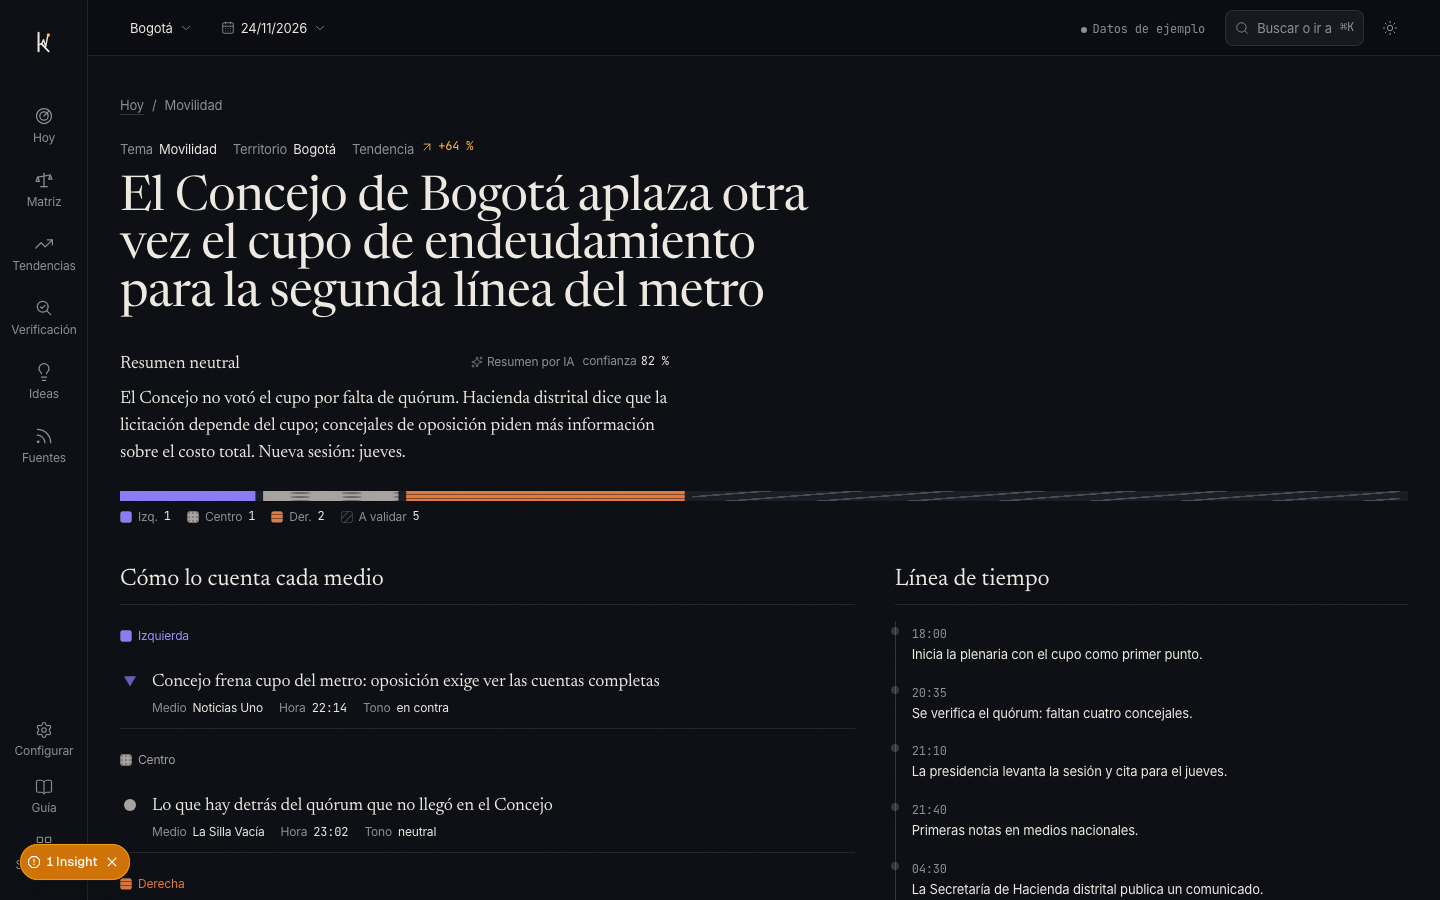 Bogotá
24/11/2026
Datos de ejemplo
Buscar o ir a ⌘K
Hoy
Matriz
Tendencias
Verificación
Ideas
Fuentes
Configurar
Guía
1 Insight
Hoy / Movilidad
Tema Movilidad Territorio Bogotá Tendencia +64 %
El Concejo de Bogotá aplaza otra
vez el cupo de endeudamiento
para la segunda línea del metro
Resumen neutral
Resumen por IA confianza 82 %
El Concejo no votó el cupo por falta de quórum. Hacienda distrital dice que la
licitación depende del cupo; concejales de oposición piden más información
sobre el costo total. Nueva sesión: jueves.
Izq. 1 Centro 1 Der. 2 A validar 5
Cómo lo cuenta cada medio
Izquierda
Concejo frena cupo del metro: oposición exige ver las cuentas completas
Medio Noticias Uno Hora 22:14 Tono en contra
Centro
Lo que hay detrás del quórum que no llegó en el Concejo
Medio La Silla Vacía Hora 23:02 Tono neutral
Derecha
Línea de tiempo
18:00
Inicia la plenaria con el cupo como primer punto.
20:35
Se verifica el quórum: faltan cuatro concejales.
21:10
La presidencia levanta la sesión y cita para el jueves.
21:40
Primeras notas en medios nacionales.
04:30
La Secretaría de Hacienda distrital publica un comunicado.